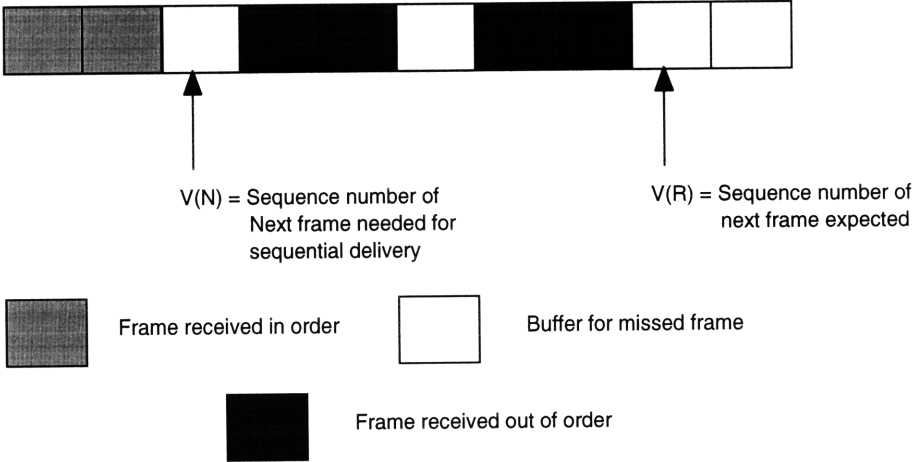 V(N) = Sequence number of
Next frame needed for
sequential delivery
V(R) = Sequence number of
next frame expected
Frame received in order
Buffer for missed frame
Frame received out of order